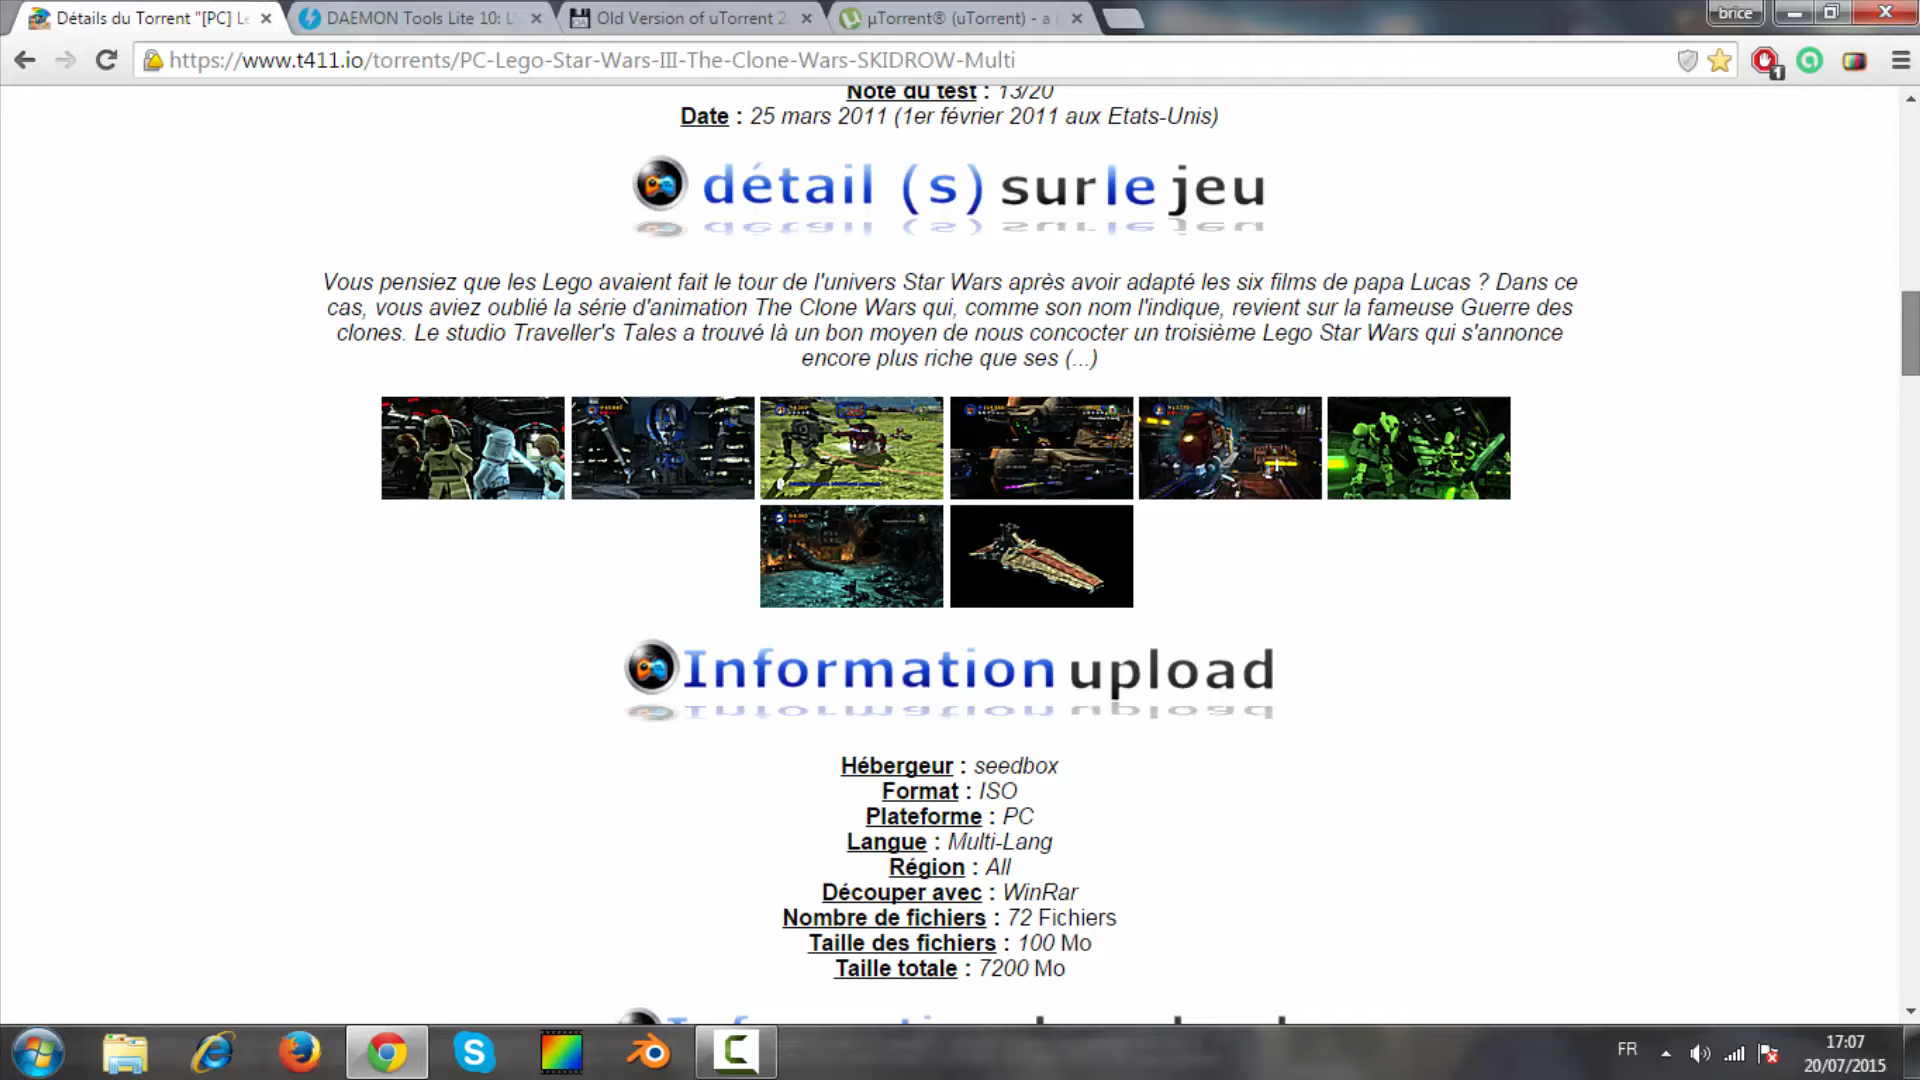 Détails du Torrent "[PC] Le
DAEMON Tools Lite 10: L'
Old Version of uTorrent 2
µTorrent® (uTorrent) - a
brice
https://www.t411.io/torrents/PC-Lego-Star-Wars-III-The-Clone-Wars-SKIDROW-Multi
1
Note du test : 13/20
Date : 25 mars 2011 (1er février 2011 aux Etats-Unis)
détail (s) sur le jeu
Vous pensiez que les Lego avaient fait le tour de l'univers Star Wars après avoir adapté les six films de papa Lucas ? Dans ce
cas, vous aviez oublié la série d'animation The Clone Wars qui, comme son nom l'indique, revient sur la fameuse Guerre des
clones. Le studio Traveller's Tales a trouvé là un bon moyen de nous concocter un troisième Lego Star Wars qui s'annonce
encore plus riche que ses (...)
Information upload
Hébergeur : seedbox
Format : ISO
Plateforme : PC
Langue : Multi-Lang
Région : All
Découper avec : WinRar
Nombre de fichiers : 72 Fichiers
Taille des fichiers : 100 Mo
Taille totale : 7200 Mo
FR
17:07
20/07/2015